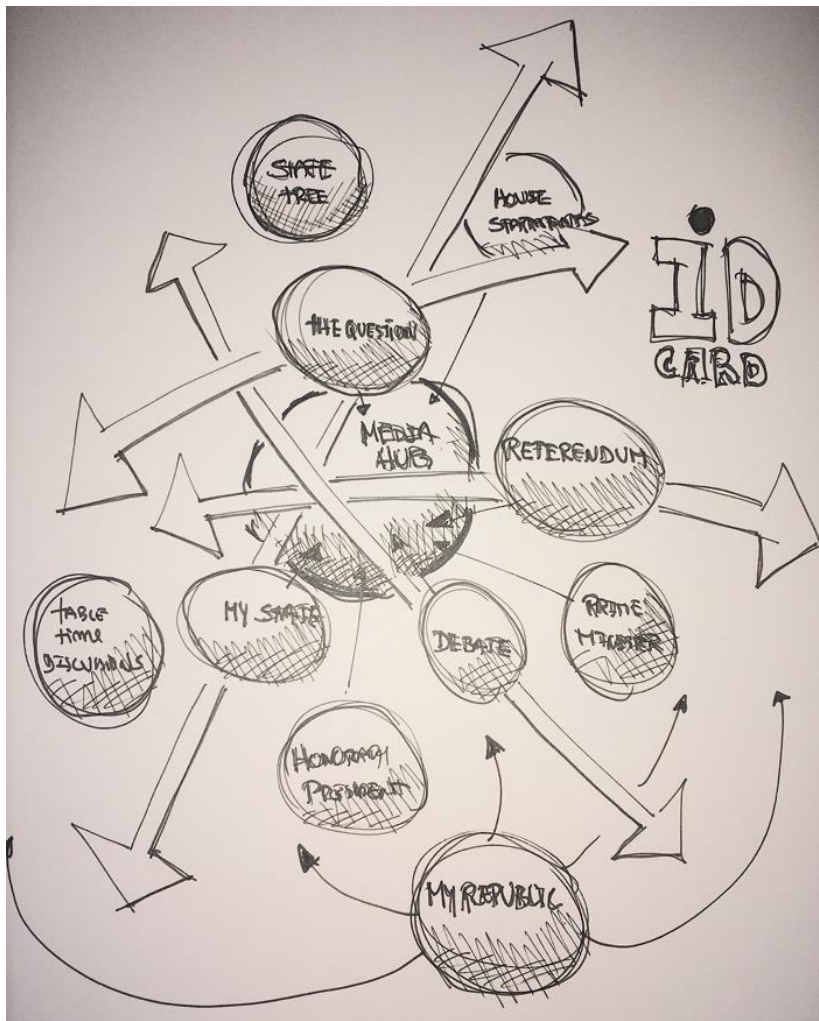 STATE
TREE
HOUSE
THE QUESTION
iD
CARD
MEDIA
HUB
REFERENDUM
TABLE
TIME
MY STATE
DEBATE
PRIME
MINISTER
PRESIDENT
MY REPUBLIC